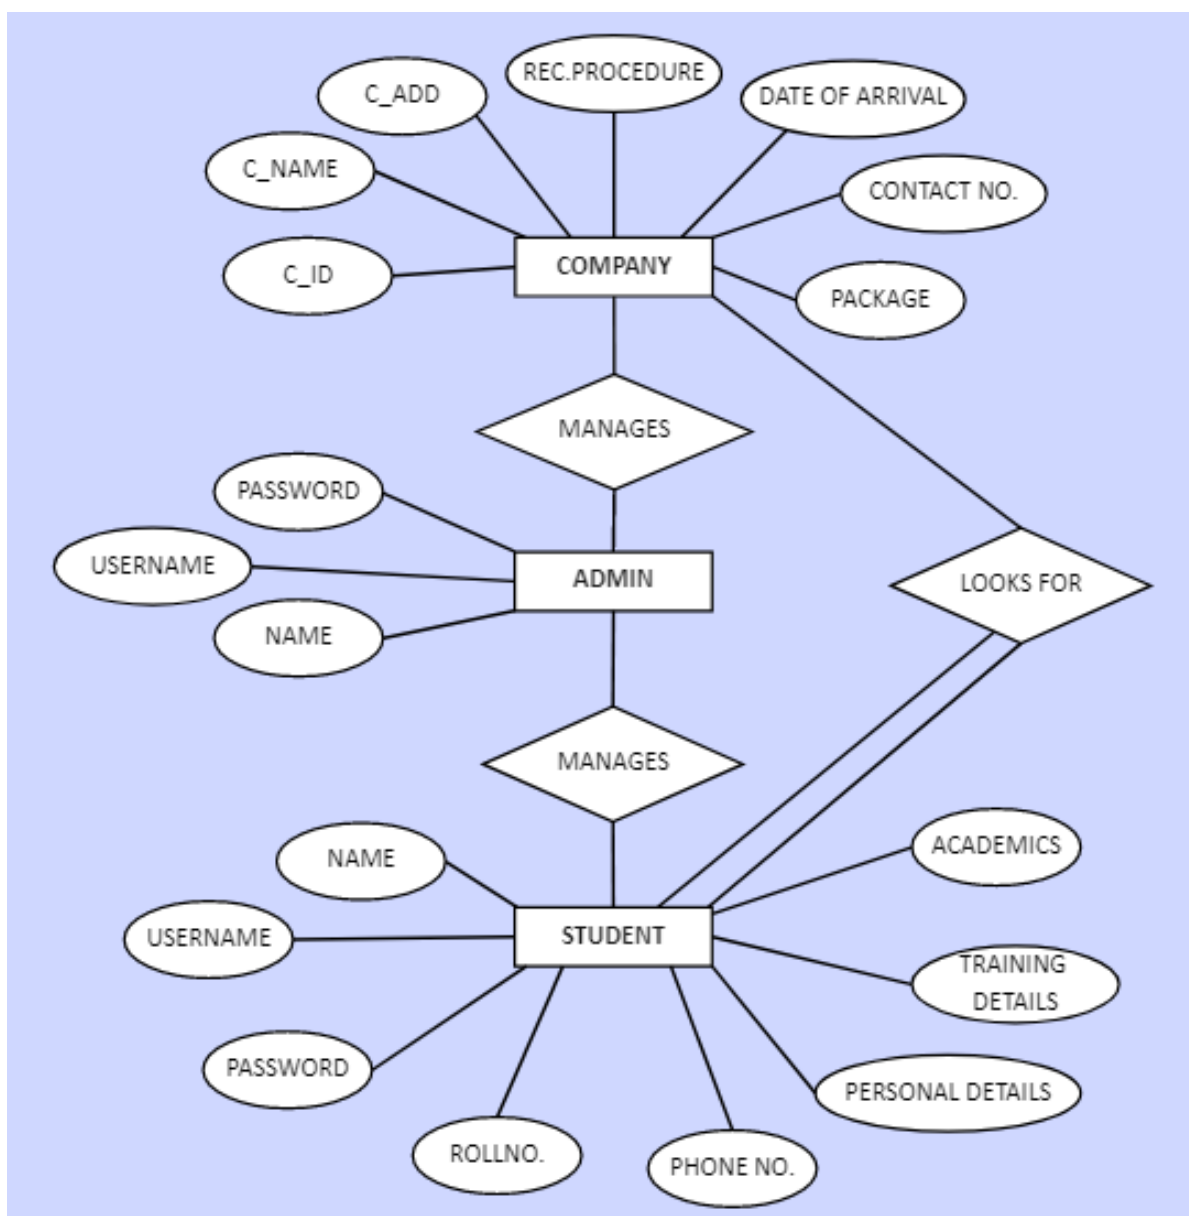 REC.PROCEDURE
C_ADD
DATE OF ARRIVAL
C_NAME
CONTACT NO.
COMPANY
C_ID
PACKAGE
MANAGES
PASSWORD
USERNAME
ADMIN
LOOKS FOR
NAME
MANAGES
NAME
ACADEMICS
USERNAME
STUDENT
TRAINING
DETAILS
PASSWORD
PERSONAL DETAILS
ROLLNO.
PHONE NO.